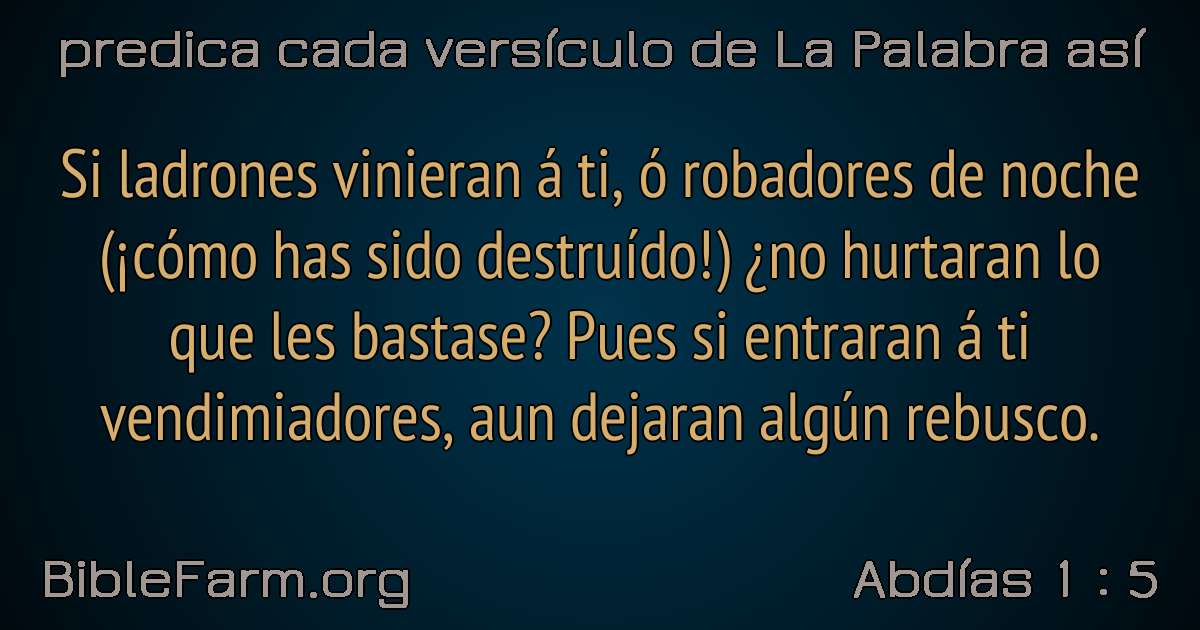 predica cada versículo de La Palabra así
Si ladrones vinieran á ti, ó robadores de noche
(¡cómo has sido destruído!) ¿no hurtaran lo
que les bastase? Pues si entraran á ti
vendimiadores, aun dejaran algún rebusco.
BibleFarm.org
Abdías 1 : 5